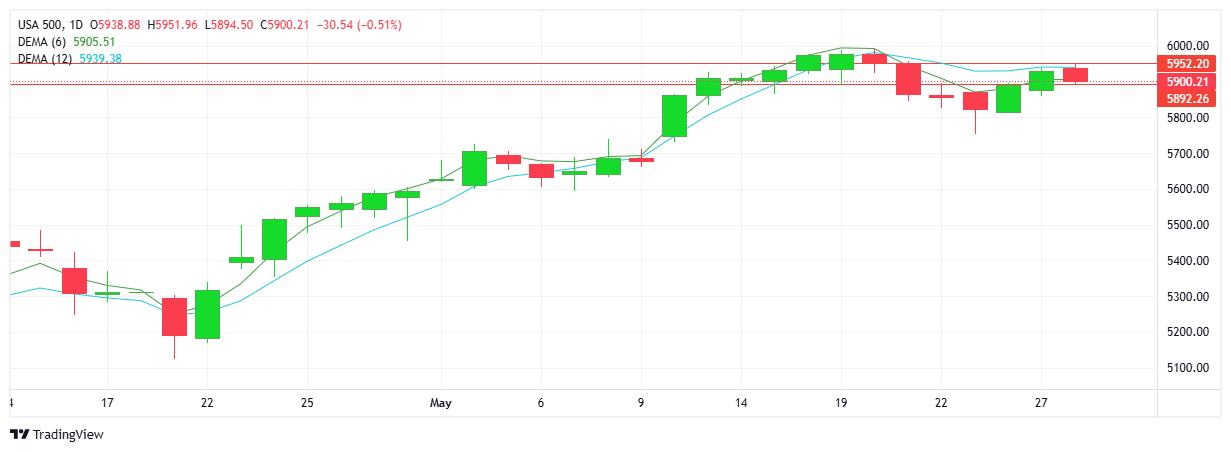 USA 500, 1D O5938.88 H5951.96 L5894.50 C5900.21 −30.54 (−0.51%)
DEMA (6) 5905.51
DEMA (12) 5939.38
6000.00
5952.20
5900.21
5892.26
5800.00
5700.00
5600.00
5500.00
5400.00
5300.00
5200.00
5100.00
17 22 25 May 6 9 14 19 22 27
TradingView